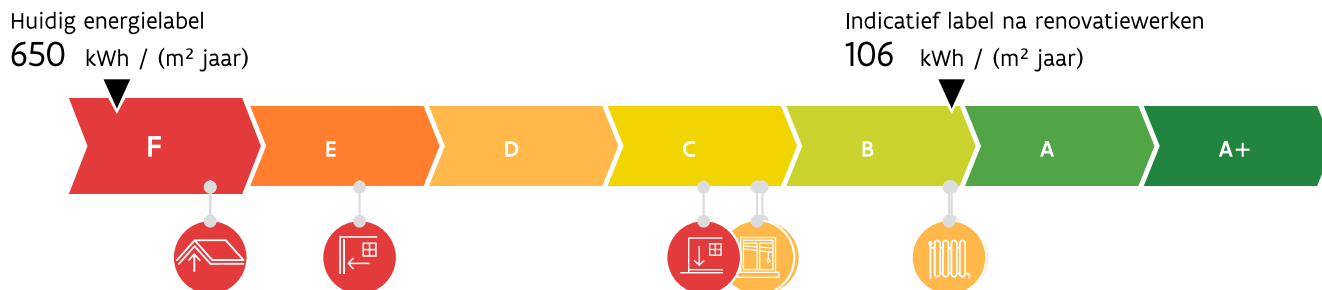 Huidig energielabel
650 kWh / (m² jaar)
Indicatief label na renovatiewerken
106 kWh / (m² jaar)
F E D C B A A+